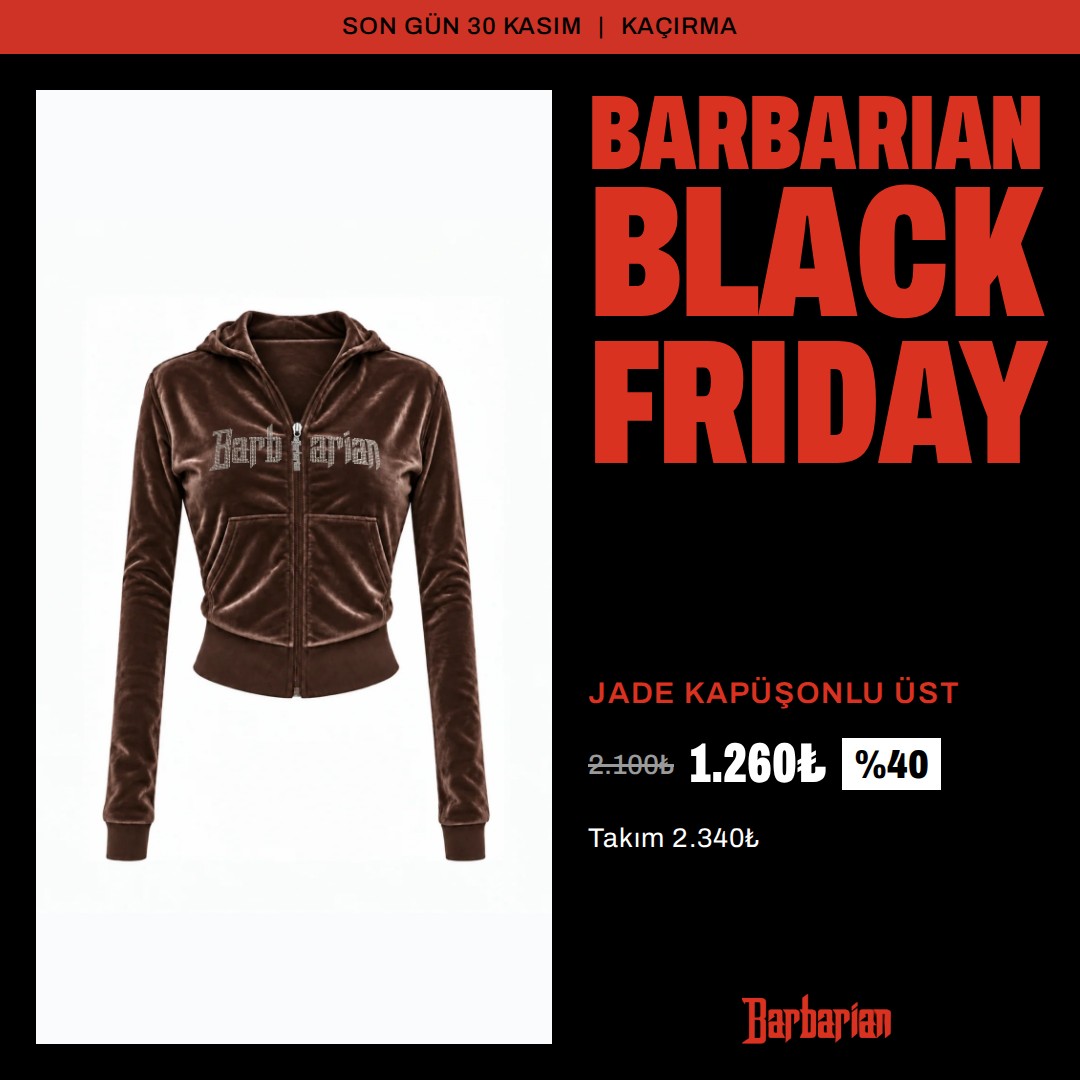 SON GÜN 30 KASIM | KAÇIRMA
BARBARIAN
BLACK
FRIDAY
Barbarian
JADE KAPÜŞONLU ÜST
2.100₺ 1.260₺ %40
Takım 2.340₺
Barbarian